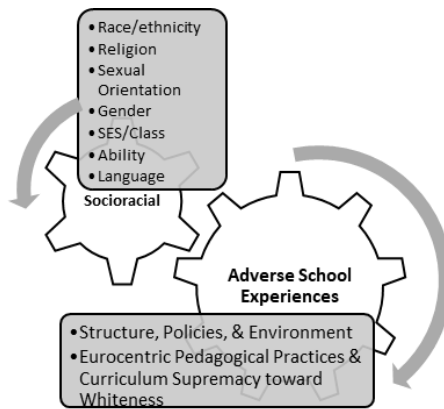 •Race/ethnicity
•Religion
•Sexual
Orientation
•Gender
•SES/Class
•Ability
•Language
Socioracial
Adverse School
Experiences
•Structure, Policies, & Environment
•Eurocentric Pedagogical Practices &
Curriculum Supremacy toward
Whiteness